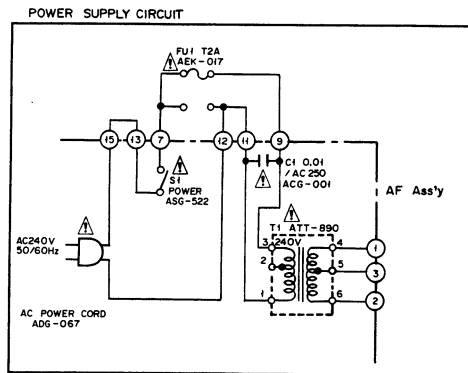 POWER SUPPLY CIRCUIT
FU1 T2A
AEK-017
15
13
7
12
11
9
S1
POWER
ASG-522
C1 0.01
/AC250
ACG-001
AF Ass'y
AC240V
50/60Hz
T1 ATT-890
3
240V
4
1
2
5
3
1
6
2
AC POWER CORD
ADG-067